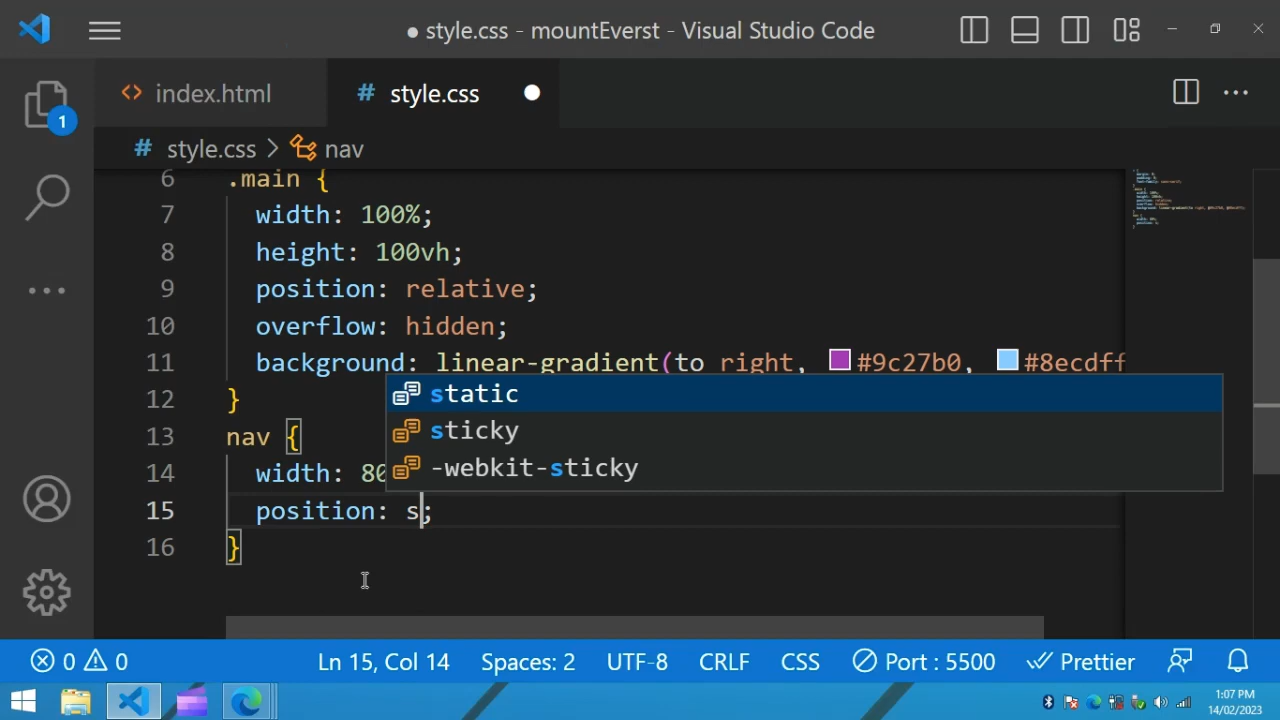 ● style.css - mountEverst - Visual Studio Code
index.html
# style.css
1
# style.css > nav
6 .main {
7 width: 100%;
8 height: 100vh;
9 position: relative;
10 overflow: hidden;
11 background: linear-gradient(to right, #9c27b0, #8ecdff
12 }
13 nav {
14 width: 80
15 position: s;
16 }
static
sticky
-webkit-sticky
0 0 Ln 15, Col 14 Spaces: 2 UTF-8 CRLF CSS Port : 5500 Prettier
1:07 PM
14/02/2023